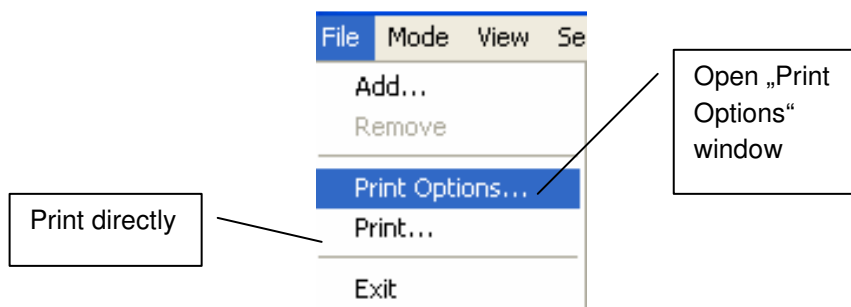 File Mode View Se
Add...
Remove
Print Options...
Print...
Exit
Open „Print
Options“
window
Print directly